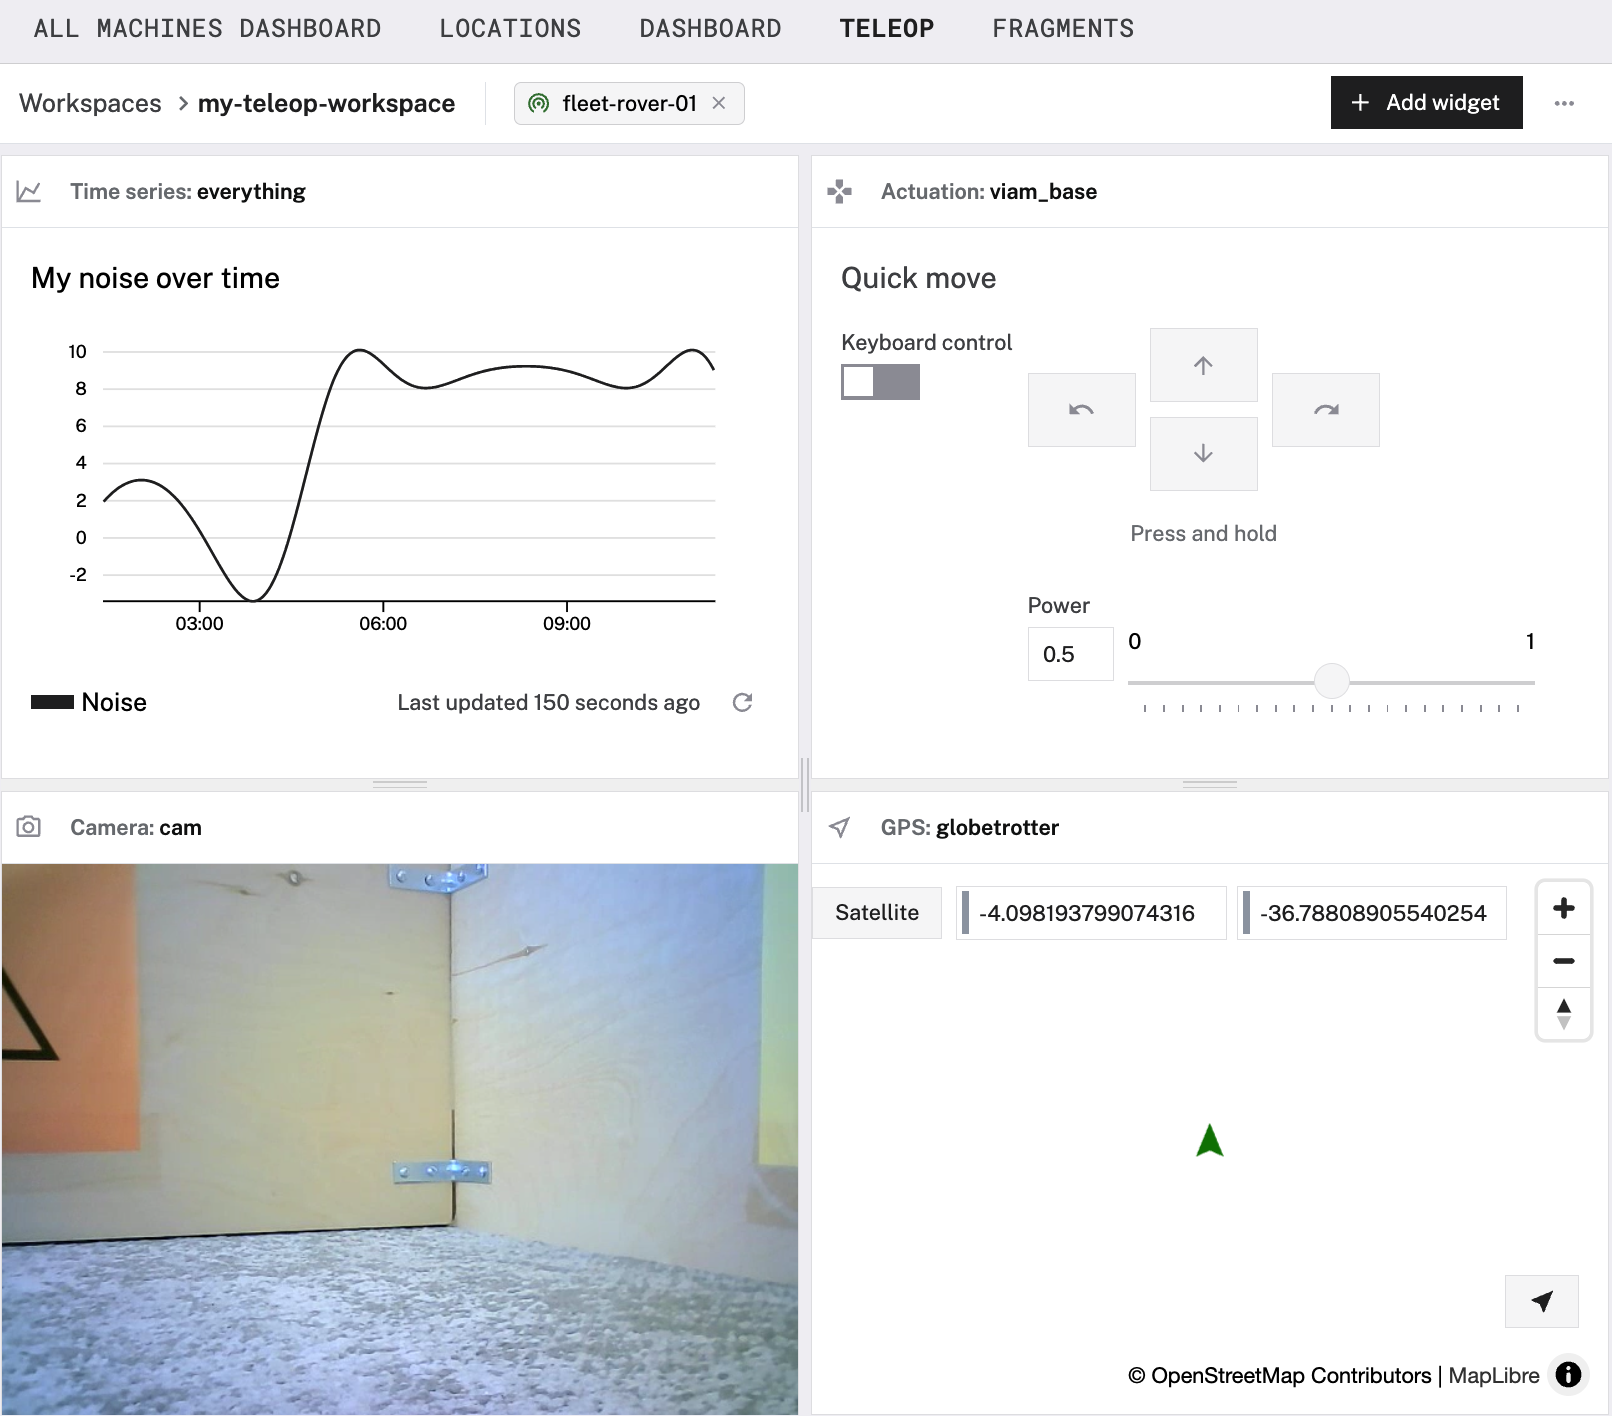 ALL MACHINES DASHBOARD LOCATIONS DASHBOARD TELEOP FRAGMENTS
Workspaces > my-teleop-workspace fleet-rover-01 × + Add widget ...
Time series: everything
My noise over time
10
8
6
4
2
0
-2
03:00 06:00 09:00
Noise Last updated 150 seconds ago
Actuation: viam_base
Quick move
Keyboard control
Press and hold
Power
0.5 0 1
Camera: cam
GPS: globetrotter
Satellite -4.098193799074316 -36.78808905540254
© OpenStreetMap Contributors | MapLibre